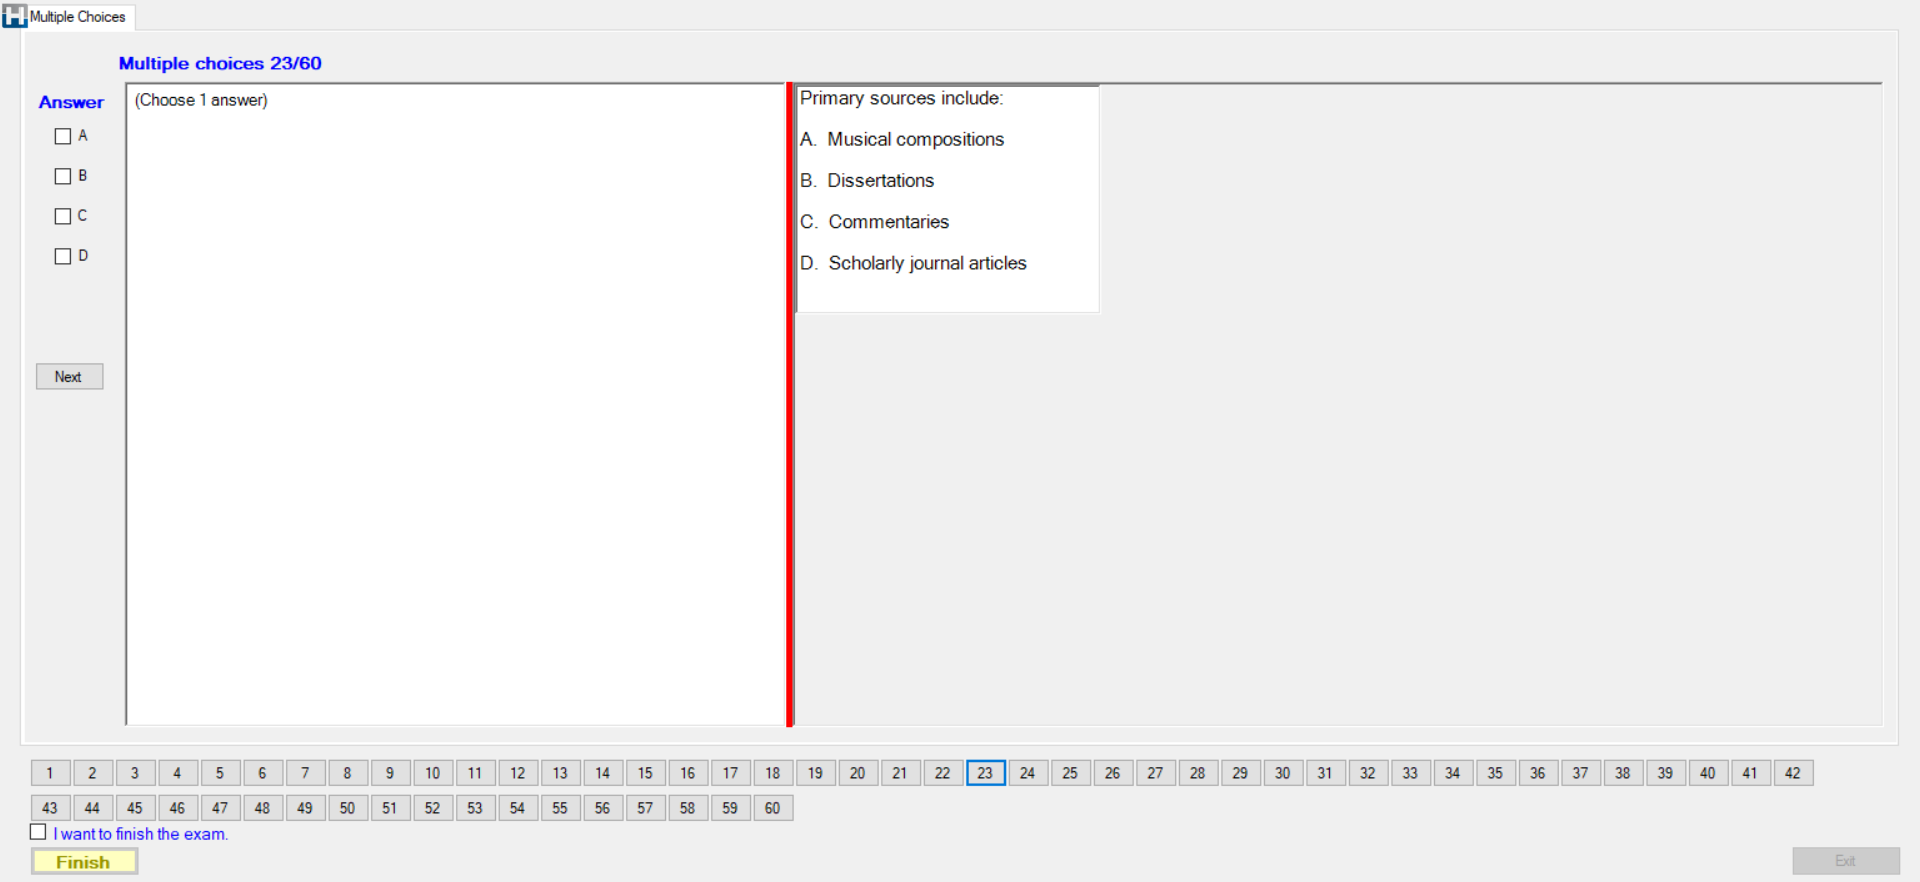 Multiple Choices
Multiple choices 23/60
Answer
A
B
C
D
Next
(Choose 1 answer)
Primary sources include:
A. Musical compositions
B. Dissertations
C. Commentaries
D. Scholarly journal articles
1 2 3 4 5 6 7 8 9 10 11 12 13 14 15 16 17 18 19 20 21 22 23 24 25 26 27 28 29 30 31 32 33 34 35 36 37 38 39 40 41 42
43 44 45 46 47 48 49 50 51 52 53 54 55 56 57 58 59 60
I want to finish the exam.
Finish
Exit